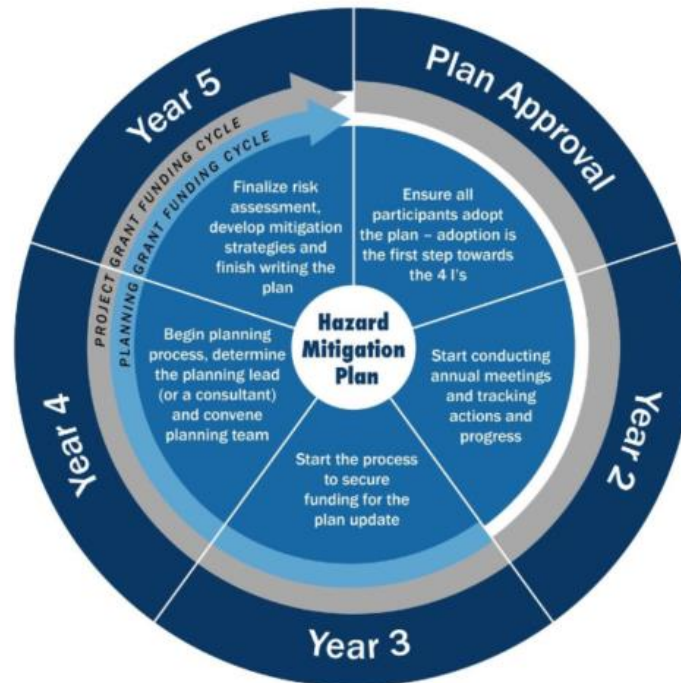 Plan Approval
Year 2
Year 3
Year 4
Year 5
PROJECT GRANT FUNDING CYCLE
PLANNING GRANT FUNDING CYCLE
Hazard
Mitigation
Plan
Ensure all
participants adopt
the plan – adoption is
the first step towards
the 4 I's
Start conducting
annual meetings
and tracking
actions and
progress
Start the process
to secure
funding for the
plan update
Begin planning
process, determine
the planning lead
(or a consultant)
and convene
planning team
Finalize risk
assessment,
develop mitigation
strategies and
finish writing the
plan